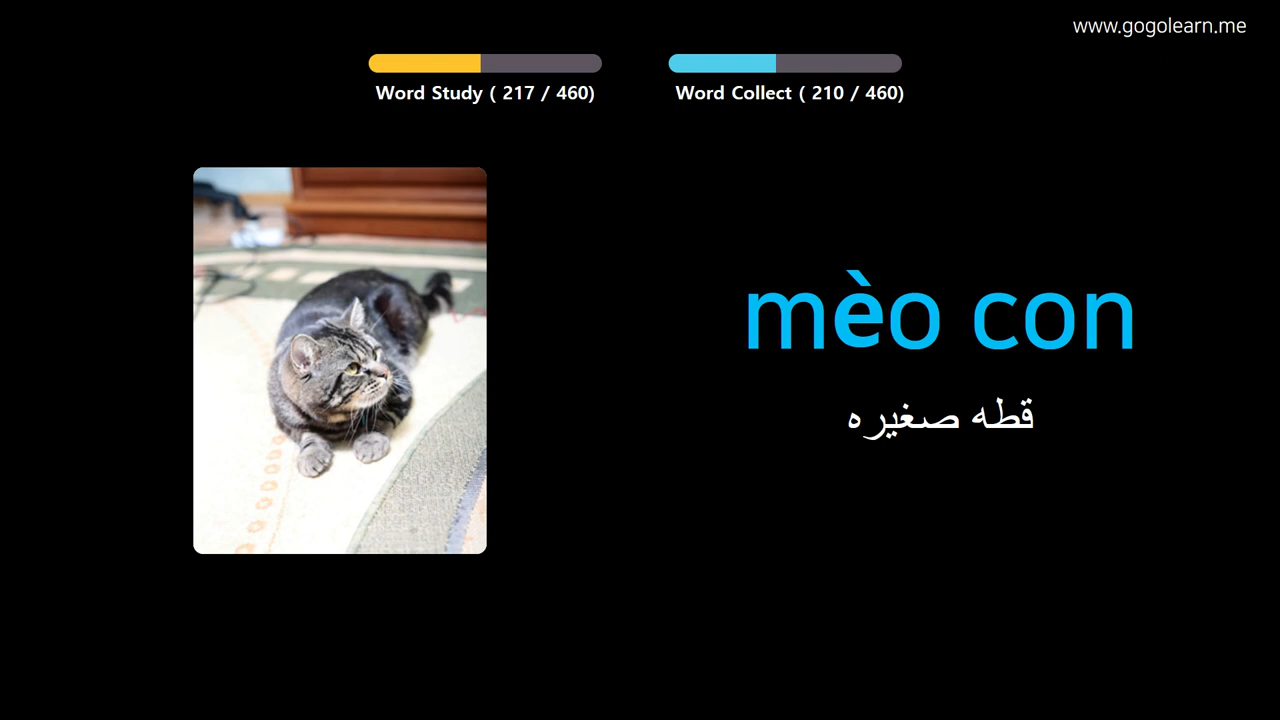 www.gogolearn.me
Word Study ( 217 / 460)
Word Collect ( 210 / 460)
mèo con
قطه صغيره